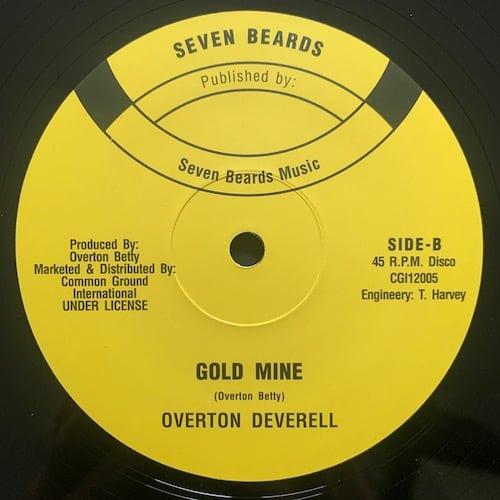 SEVEN BEARDS
Published by:
Seven Beards Music
Produced By:
Overton Betty
Marketed & Distributed By:
Common Ground
International
UNDER LICENSE
SIDE-B
45 R.P.M. Disco
CGI12005
Engineery: T. Harvey
GOLD MINE
(Overton Betty)
OVERTON DEVERELL